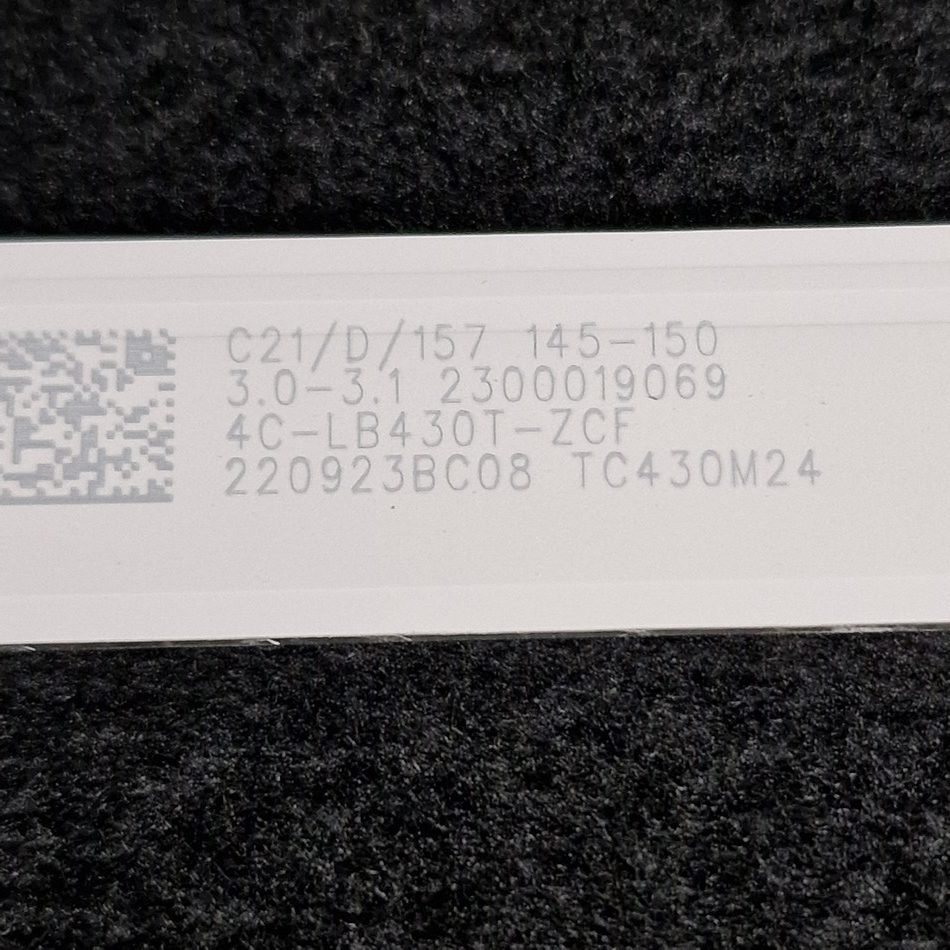 C21/D/157 145-150
3.0-3.1 2300019069
4C-LB430T-ZCF
220923BC08 TC430M24